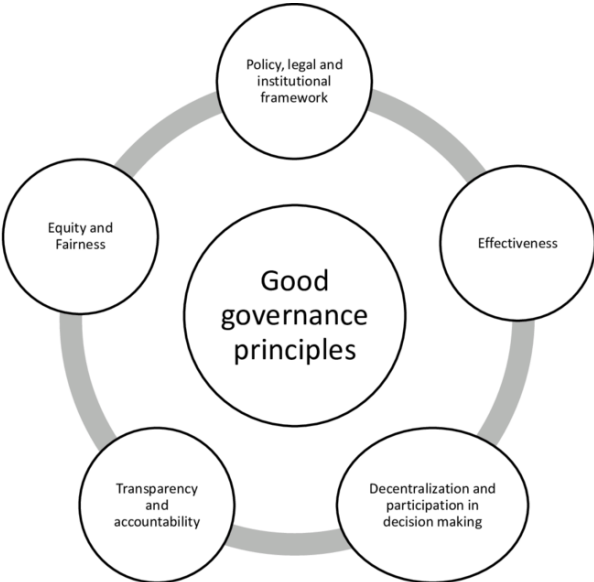 Policy, legal and
institutional
framework
Equity and
Fairness
Effectiveness
Good
governance
principles
Transparency
and
accountability
Decentralization and
participation in
decision making